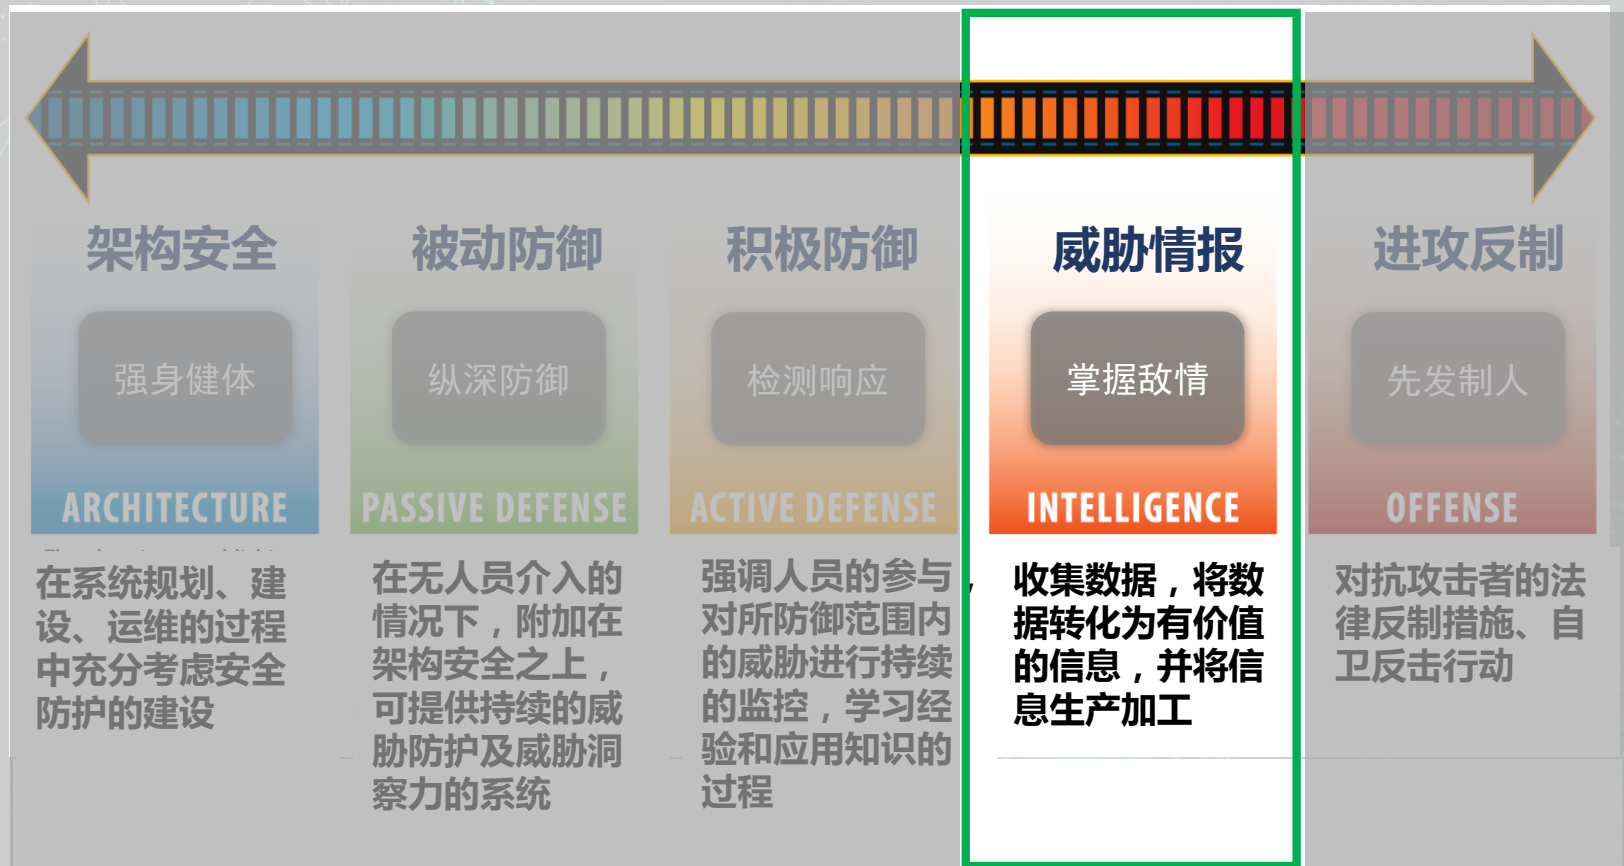 架构安全
被动防御
积极防御
威胁情报
进攻反制
强身健体
纵深防御
检测响应
掌握敌情
先发制人
ARCHITECTURE
PASSIVE DEFENSE
ACTIVE DEFENSE
INTELLIGENCE
OFFENSE
在系统规划、建
设、运维的过程
中充分考虑安全
防护的建设
在无人员介入的
情况下，附加在
架构安全之上，
可提供持续的威
胁防护及威胁洞
察力的系统
强调人员的参与，
对所防御范围内
的威胁进行持续
的监控，学习经
验和应用知识的
过程
收集数据，将数
据转化为有价值
的信息，并将信
息生产加工
对抗攻击者的法
律反制措施、自
卫反击行动